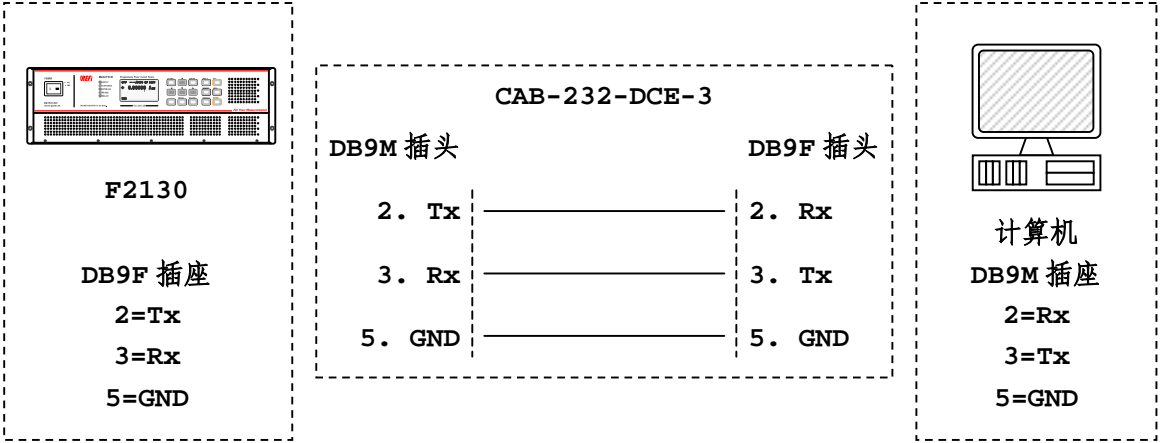 CAB-232-DCE-3
DB9M 插头
DB9F 插头
2. Tx
2. Rx
3. Rx
3. Tx
5. GND
5. GND
F2130
DB9F 插座
2=Tx
3=Rx
5=GND
计算机
DB9M 插座
2=Rx
3=Tx
5=GND